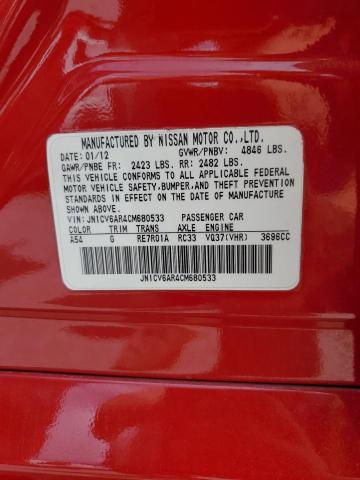 MANUFACTURED BY NISSAN MOTOR CO.,LTD.
DATE: 01/12 GVWR/PNBV: 4846 LBS.
GAWR/PNBE FR: 2423 LBS. RR: 2482 LBS.
THIS VEHICLE CONFORMS TO ALL APPLICABLE FEDERAL
MOTOR VEHICLE SAFETY,BUMPER,AND THEFT PREVENTION
STANDARDS IN EFFECT ON THE DATE OF MANUFACTURE
SHOWN ABOVE.
VIN: JN1CV6AR4CM680533 PASSENGER CAR
COLOR TRIM TRANS AXLE ENGINE
A54 G RE7R01A RC33 VQ37(VHR) 3696CC
JN1CV6AR4CM680533